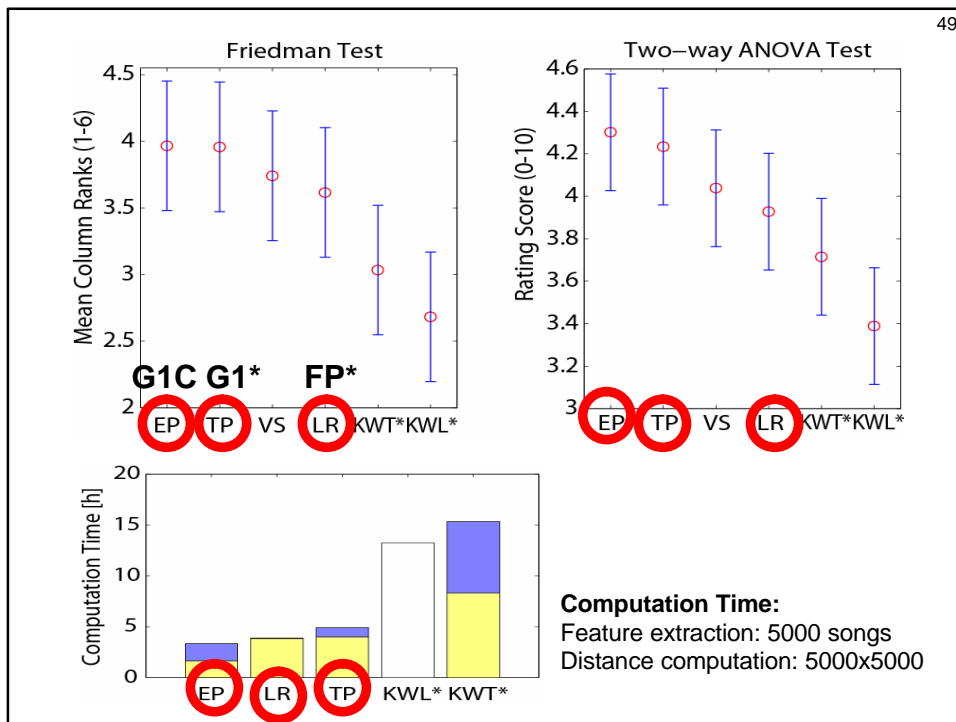 49
Friedman Test
Mean Column Ranks (1-6)
4.5
4
3.5
3
2.5
2
G1C G1* FP*
EP TP VS LR KWT* KWL*
Two-way ANOVA Test
Rating Score (0-10)
4.6
4.4
4.2
4
3.8
3.6
3.4
3.2
3
EP TP VS LR KWT* KWL*
Computation Time [h]
20
15
10
5
0
EP LR TP KWL* KWT*
Computation Time:
Feature extraction: 5000 songs
Distance computation: 5000x5000